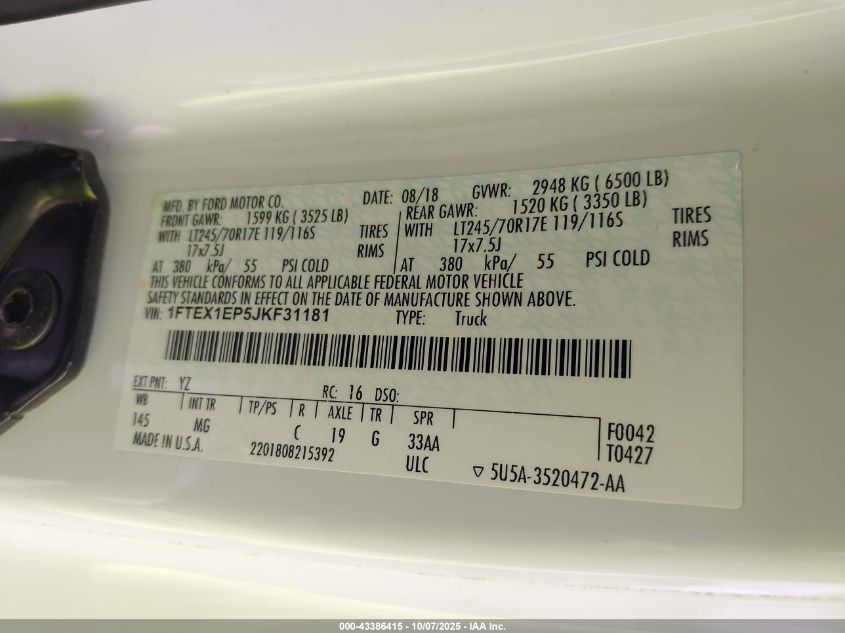 MFD. BY FORD MOTOR CO. DATE: 08/18 GVWR: 2948 KG ( 6500 LB)
FRONT GAWR: 1599 KG ( 3525 LB) REAR GAWR: 1520 KG ( 3350 LB)
WITH LT245/70R17E 119/116S TIRES WITH LT245/70R17E 119/116S TIRES
17x7.5J RIMS 17x7.5J RIMS
AT 380 kPa/ 55 PSI COLD AT 380 kPa/ 55 PSI COLD
THIS VEHICLE CONFORMS TO ALL APPLICABLE FEDERAL MOTOR VEHICLE
SAFETY STANDARDS IN EFFECT ON THE DATE OF MANUFACTURE SHOWN ABOVE.
VIN: 1FTEX1EP5JKF31181 TYPE: Truck
EXT PNT: YZ RC: 16 DSO:
WB INT TR TP/PS R AXLE TR SPR
145 MG C 19 G 33AA F0042
MADE IN U.S.A. 2201808215392 ULC T0427
5U5A-3520472-AA
000-43386415 - 10/07/2025 - IAA Inc.